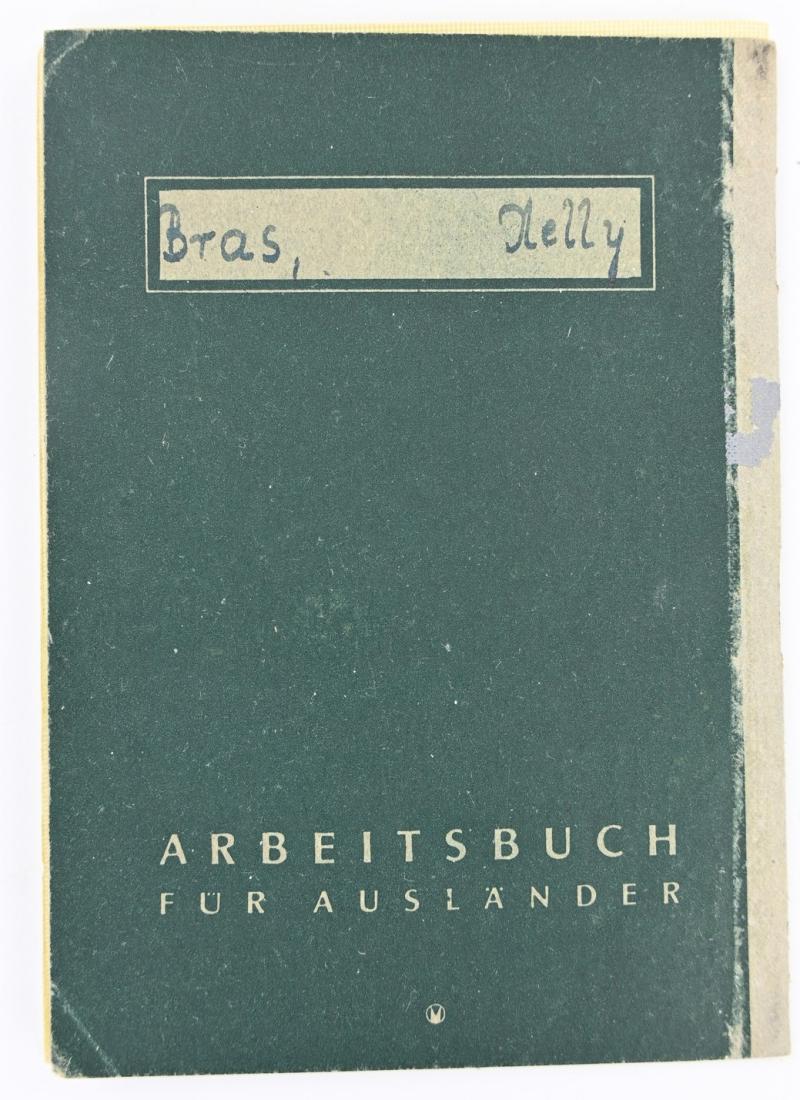 Bras, Nelly
ARBEITSBUCH
FÜR AUSLÄNDER